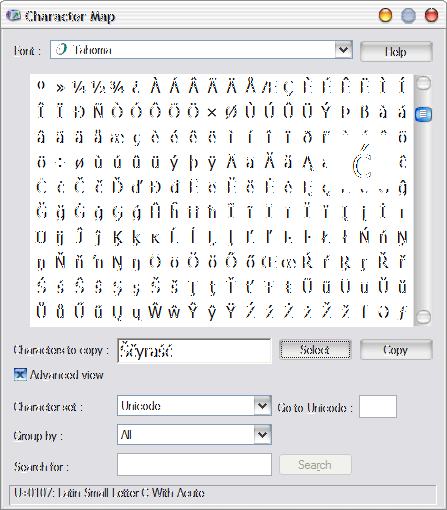 Character Map
Font : O Tahoma Help
º » ¼ ½ ¾ ¿ À Á Â Ã Ä Å Æ Ç È É Ê Ë Ì Í
Î Ï Ð Ñ Ò Ó Ô Õ Ö × Ø Ù Ú Û Ü Ý Þ ß à á
â ã ä å æ ç è é ê ë ì í î ï ð ñ õ
ö ÷ ø ù ú û ü ý þ ÿ Ā ā Ă ă Ą ą ć ĉ
Ċ ċ Č č Ď ď Đ đ Ē ē Ĕ ĕ Ė ė Ę ĝ
Ğ ğ Ġ ġ Ģ ģ Ĥ ĥ Ħ ħ Ĩ ĩ Ī ī Ĭ ĭ Į į İ ı
Ĳ ĳ Ĵ ĵ Ķ ķ ĸ Ĺ ĺ Ļ ļ Ľ ľ Ŀ ŀ Ł ł Ń ń Ņ
ņ Ň ň ŉ Ŋ ŋ Ō ō Ŏ ŏ Ő ő Œ œ Ŕ ŕ Ŗ ŗ Ř ř
Ś ś Ŝ ŝ Ş ş Š š Ţ ţ Ť ť Ŧ ŧ Ũ ũ Ū ū Ŭ ŭ
Ů ů Ű ű Ų ų Ŵ ŵ Ŷ ŷ Ÿ Ź ź Ż ż Ž ž ſ Ə ƒ
Characters to copy : Ščyraść Select Copy
Advanced view
Character set : Unicode Go to Unicode :
Group by : All
Search for : Search
U+0107: Latin Small Letter C With Acute